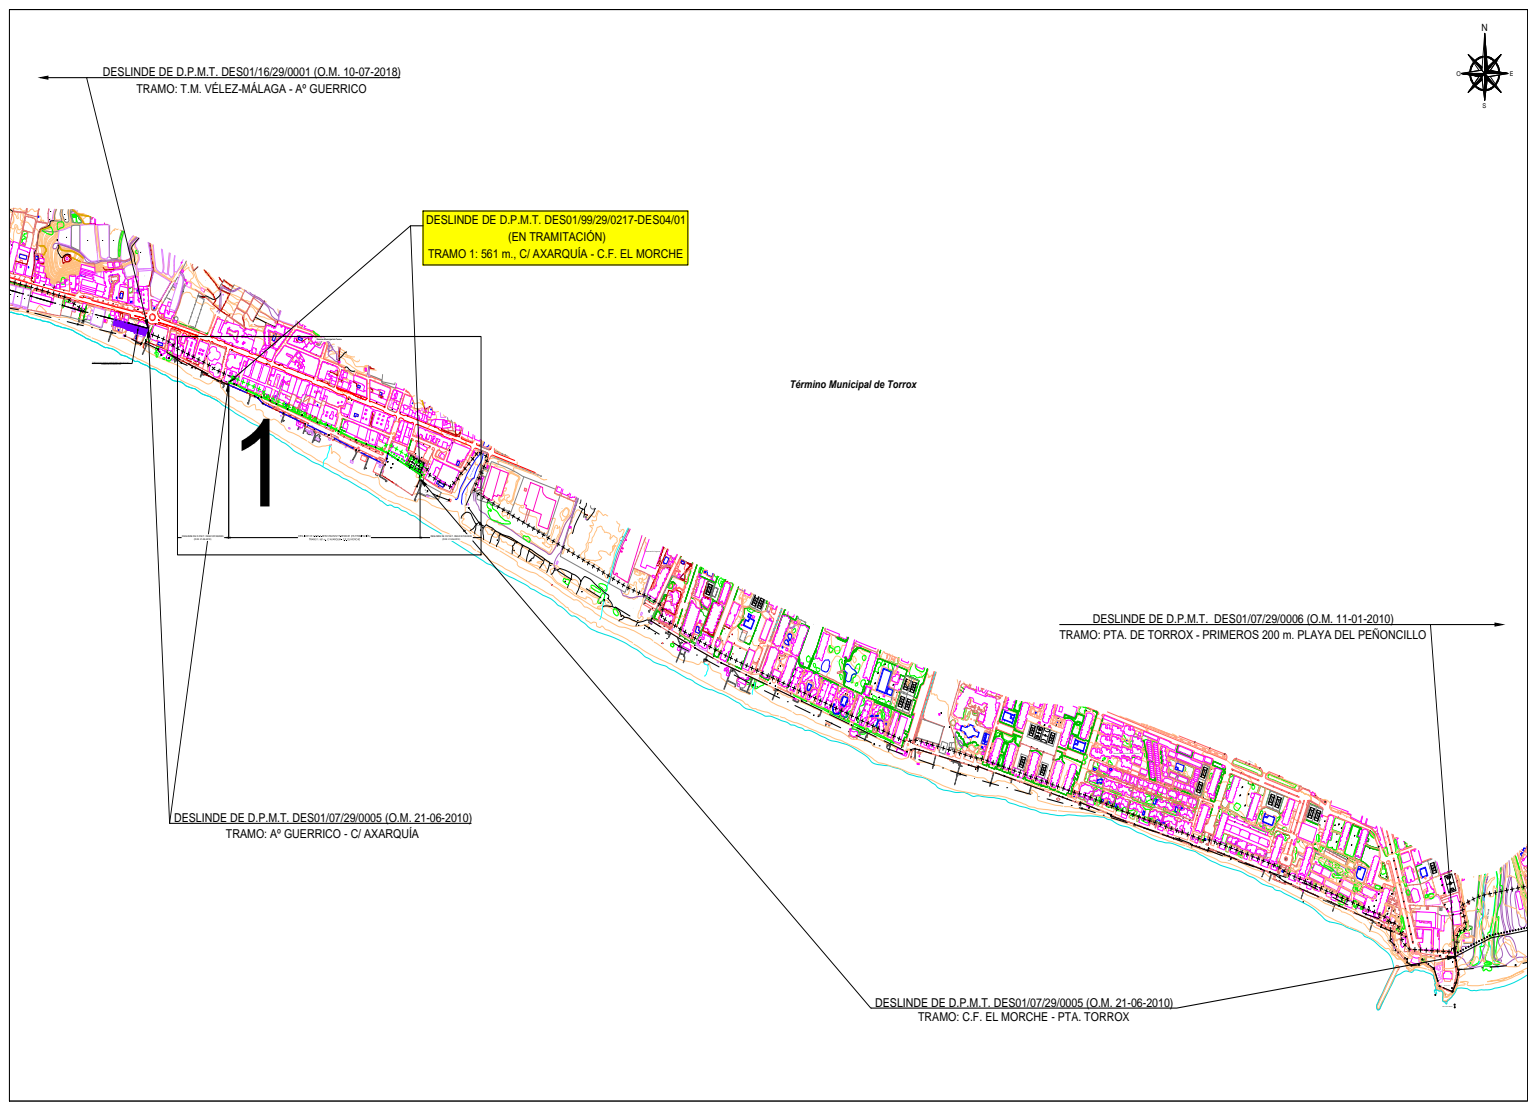 N
O
E
S
DESLINDE DE D.P.M.T. DES01/16/29/0001 (O.M. 10-07-2018)
TRAMO: T.M. VÉLEZ-MÁLAGA - Aº GUERRICO
DESLINDE DE D.P.M.T. DES01/99/29/0217-DES04/01
(EN TRAMITACIÓN)
TRAMO 1: 561 m., C/ AXARQUÍA - C.F. EL MORCHE
Término Municipal de Torrox
1
DESLINDE DE D.P.M.T. DES01/07/29/0006 (O.M. 11-01-2010)
TRAMO: PTA. DE TORROX - PRIMEROS 200 m. PLAYA DEL PEÑONCILLO
DESLINDE DE D.P.M.T. DES01/07/29/0005 (O.M. 21-06-2010)
TRAMO: Aº GUERRICO - C/ AXARQUÍA
DESLINDE DE D.P.M.T. DES01/07/29/0005 (O.M. 21-06-2010)
TRAMO: C.F. EL MORCHE - PTA. TORROX